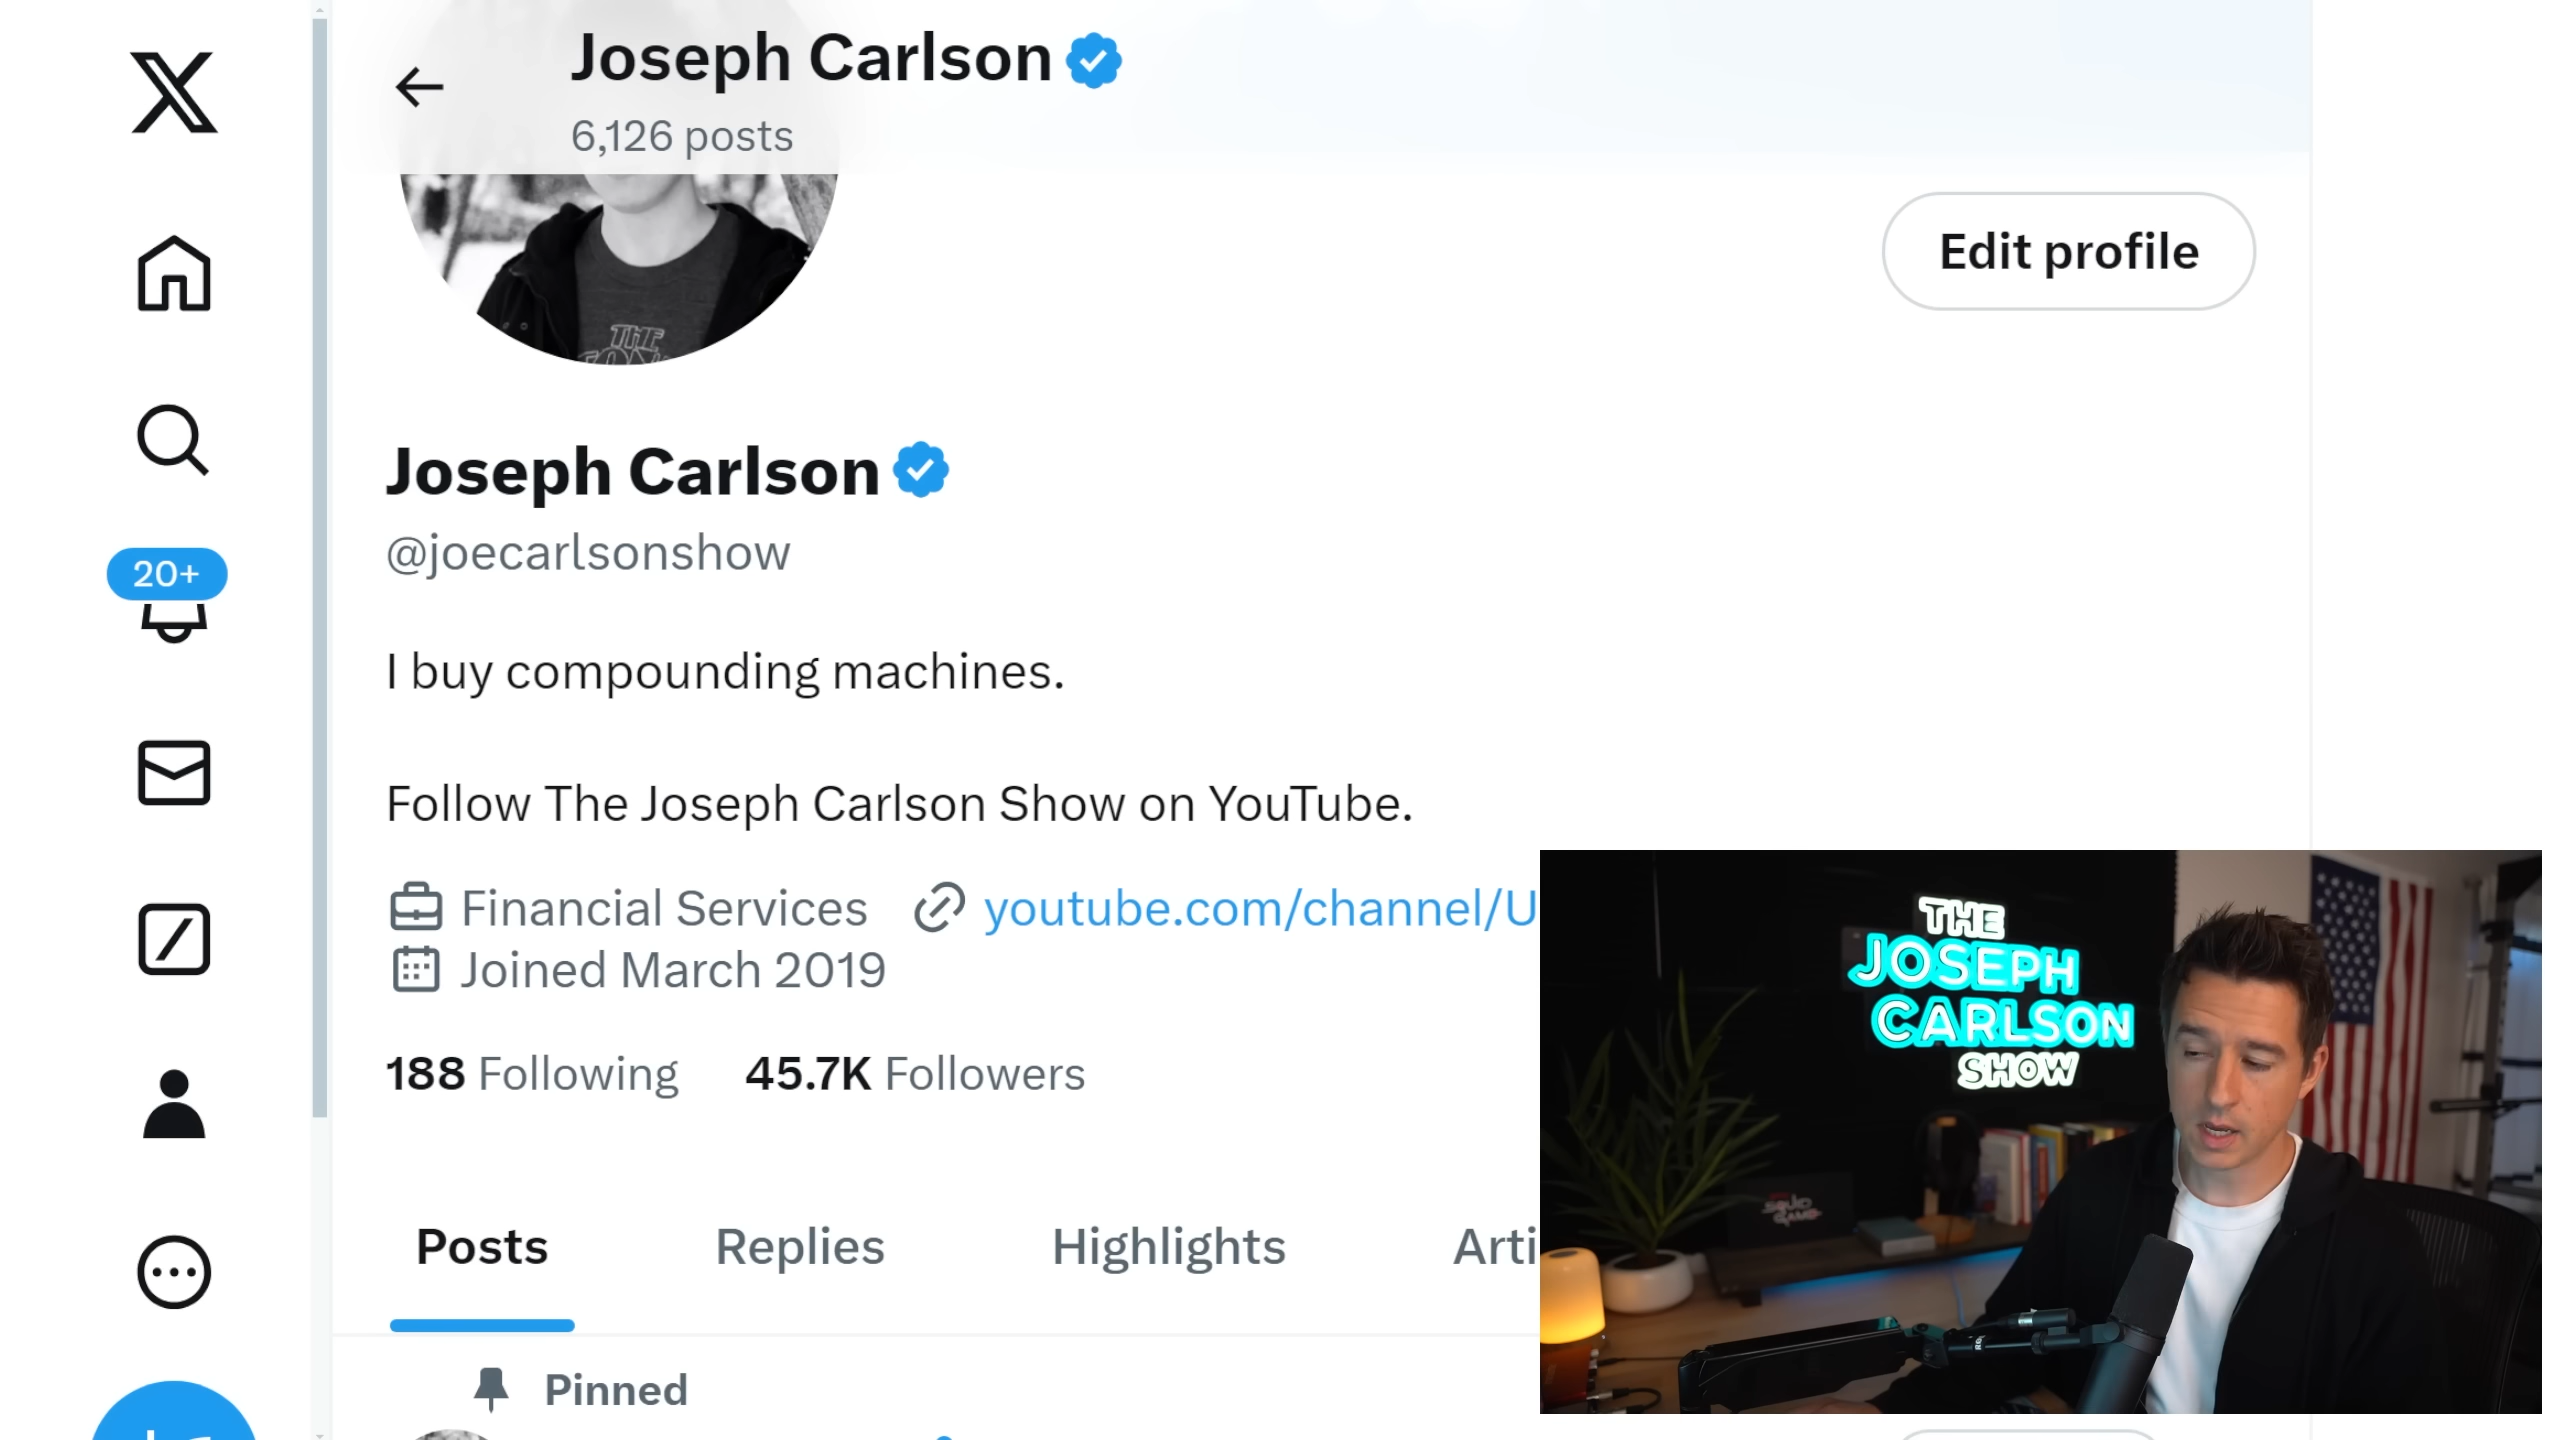 Joseph Carlson
6,126 posts
Edit profile
THE
Joseph Carlson
@joecarlsonshow
20+
I buy compounding machines.
Follow The Joseph Carlson Show on YouTube.
Financial Services youtube.com/channel/U
Joined March 2019
188 Following 45.7K Followers
Posts Replies Highlights Arti
Pinned
THE
JOSEPH
CARLSON
SHOW